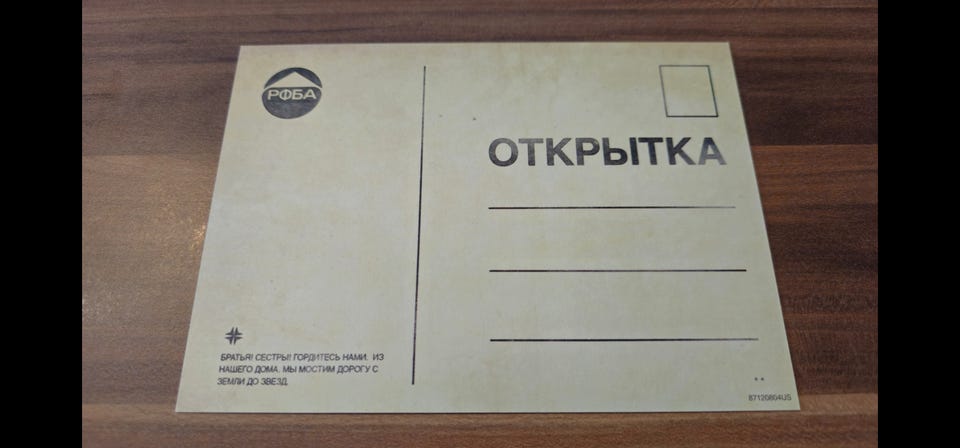 РФБА
ОТКРЫТКА
БРАТЬЯ! СЕСТРЫ! ГОРДИТЕСЬ НАМИ. ИЗ
НАШЕГО ДОМА. МЫ МОСТИМ ДОРОГУ С
ЗЕМЛИ ДО ЗВЕЗД.
87120804US